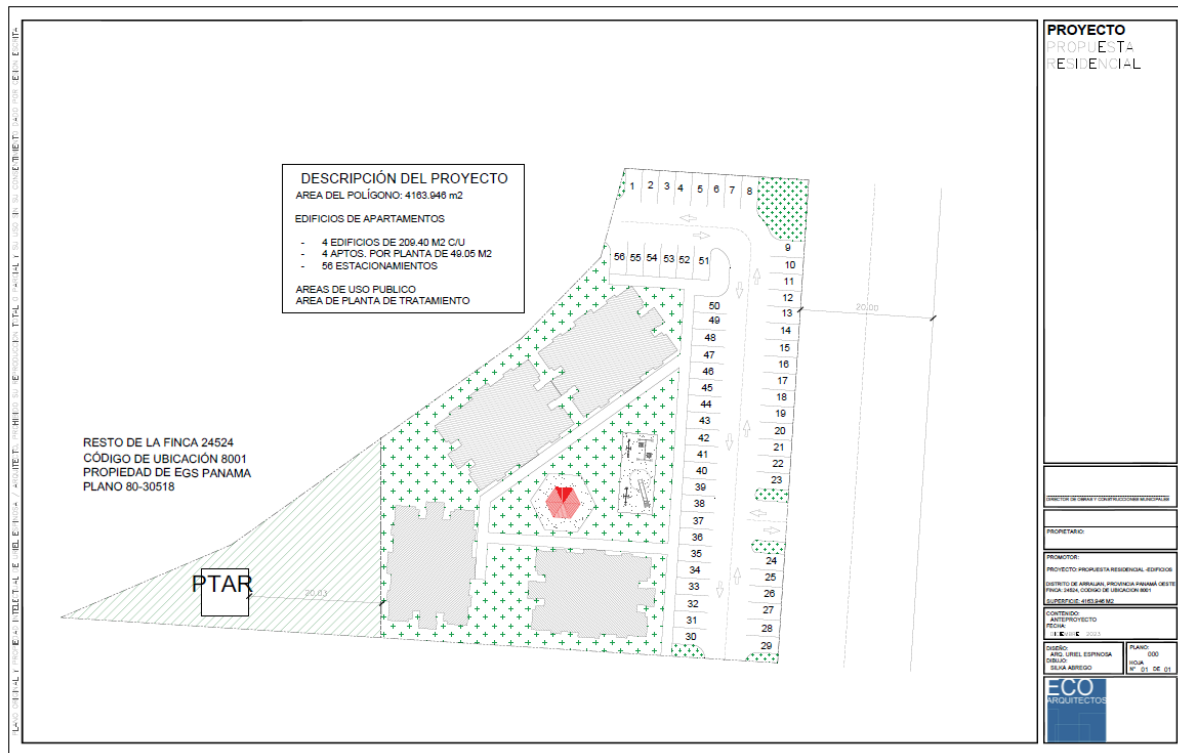 DESCRIPCIÓN DEL PROYECTO
AREA DEL POLÍGONO: 4163.946 m2
EDIFICIOS DE APARTAMENTOS
- 4 EDIFICIOS DE 209.40 M2 C/U
- 4 APTOS. POR PLANTA DE 49.05 M2
- 56 ESTACIONAMIENTOS
AREAS DE USO PUBLICO
AREA DE PLANTA DE TRATAMIENTO
1 2 3 4 5 6 7 8
9
10
11
12
13
14
15
16
17
18
19
20
21
22
23
24
25
26
27
28
29
56 55 54 53 52 51
50
49
48
47
46
45
44
43
42
41
40
39
38
37
36
35
34
33
32
31
30
20.00
RESTO DE LA FINCA 24524
CÓDIGO DE UBICACIÓN 8001
PROPIEDAD DE EGS PANAMA
PLANO 80-30518
PTAR
20.03
PROYECTO
PROPUESTA
RESIDENCIAL
DIRECTOR DE OBRAS Y CONSTRUCCIONES MUNICIPALES
PROPIETARIO:
PROMOTOR:
PROYECTO: PROPUESTA RESIDENCIAL -EDIFICIOS
DISTRITO DE ARRAIJAN, PROVINCIA PANAMÁ OESTE
FINCA: 24524, CODIGO DE UBICACION 8001
SUPERFICIE: 4163.946 M2
CONTENIDO:
ANTEPROYECTO
FECHA:
2023
DISEÑO:
ARQ. URIEL ESPINOSA
DIBUJO:
SILKA ABREGO
PLANO:
000
HOJA
N° 01 DE 01
ECO
ARQUITECTOS